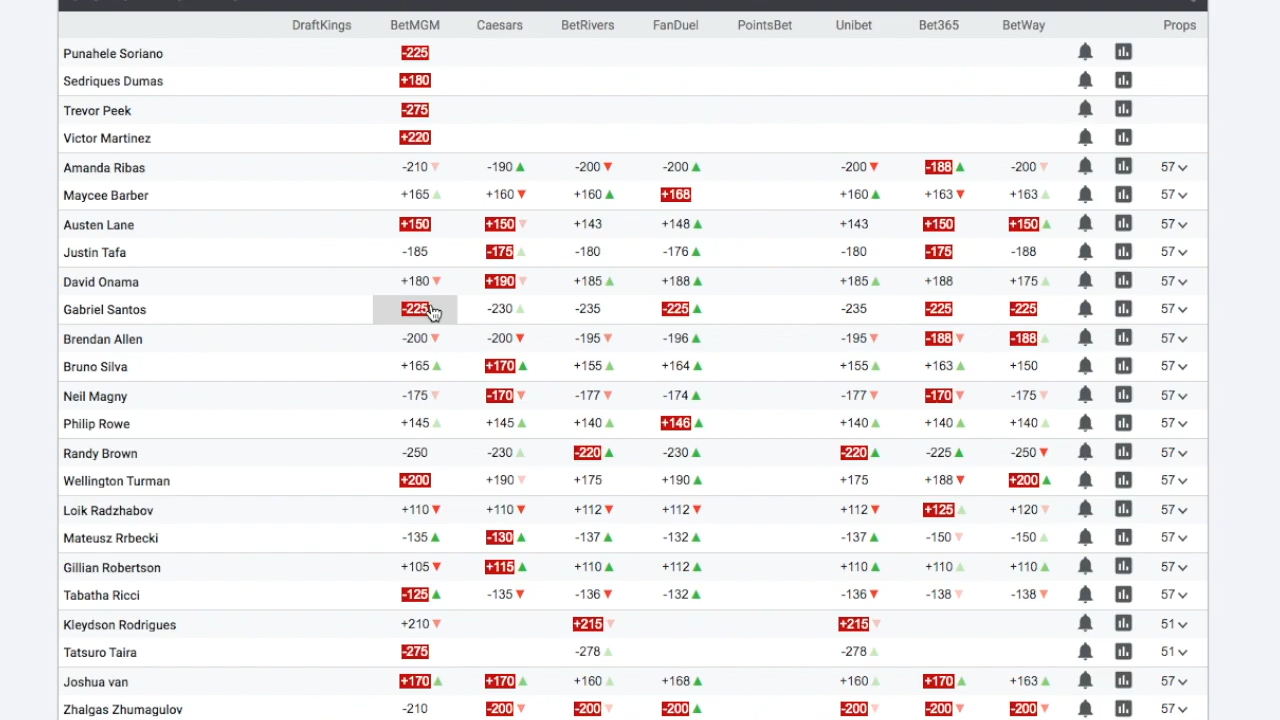 DraftKings BetMGM Caesars BetRivers FanDuel PointsBet Unibet Bet365 BetWay Props
Punahele Soriano -225
Sedriques Dumas +180
Trevor Peek -275
Victor Martinez +220
Amanda Ribas -210 -190 -200 -200 -200 -188 -200 57
Maycee Barber +165 +160 +160 +168 +160 +163 +163 57
Austen Lane +150 +150 +143 +148 +143 +150 +150 57
Justin Tafa -185 -175 -180 -176 -180 -175 -188 57
David Onama +180 +190 +185 +188 +185 +188 +175 57
Gabriel Santos -225 -230 -235 -225 -235 -225 -225 57
Brendan Allen -200 -200 -195 -196 -195 -188 -188 57
Bruno Silva +165 +170 +155 +164 +155 +163 +150 57
Neil Magny -175 -170 -177 -174 -177 -170 -175 57
Philip Rowe +145 +145 +140 +146 +140 +140 +140 57
Randy Brown -250 -230 -220 -230 -220 -225 -250 57
Wellington Turman +200 +190 +175 +190 +175 +188 +200 57
Loik Radzhabov +110 +110 +112 +112 +112 +125 +120 57
Mateusz Rrbecki -135 -130 -137 -132 -137 -150 -150 57
Gillian Robertson +105 +115 +110 +112 +110 +110 +110 57
Tabatha Ricci -125 -135 -136 -132 -136 -138 -138 57
Kleydson Rodrigues +210 +215 +215 51
Tatsuro Taira -275 -278 -278 51
Joshua van +170 +170 +160 +168 +160 +170 +163 57
Zhalgas Zhumagulov -210 -200 -200 -200 -200 -200 -200 57